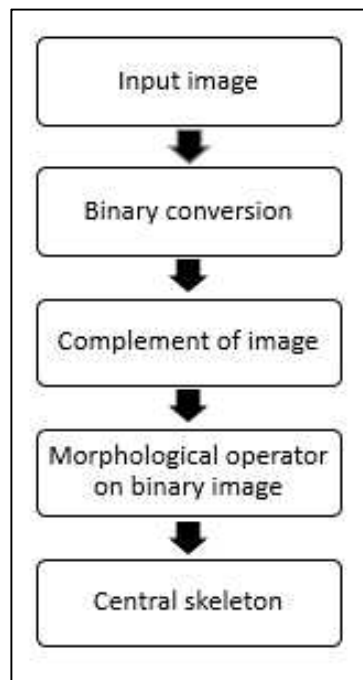 Input image
Binary conversion
Complement of image
Morphological operator
on binary image
Central skeleton